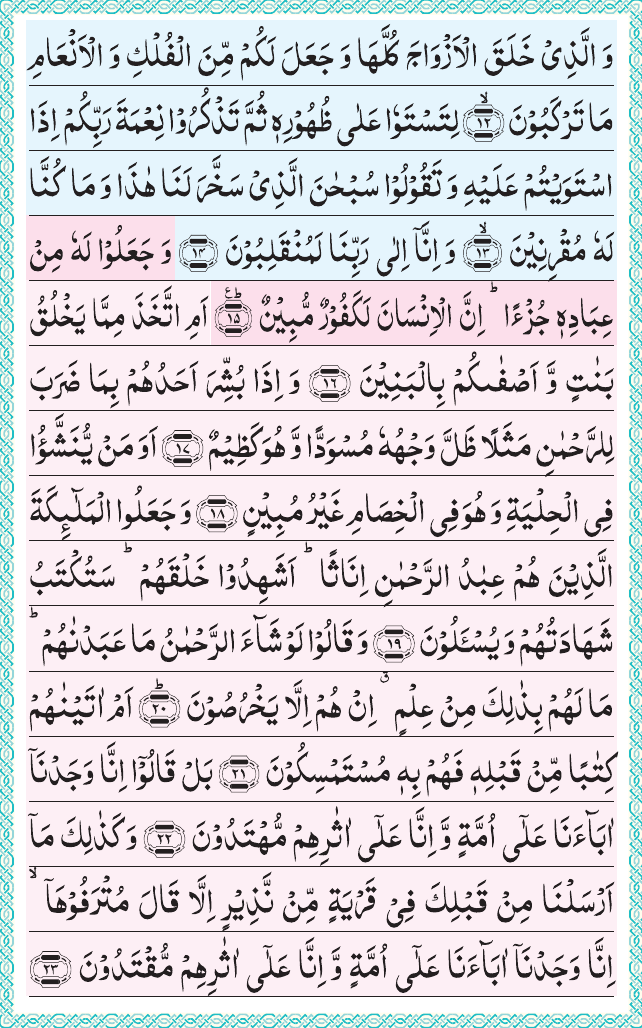 وَ الَّذِیۡ خَلَقَ الۡاَزۡوَاجَ کُلَّہَا وَ جَعَلَ لَکُمۡ مِّنَ الۡفُلۡکِ وَ الۡاَنۡعَامِ
مَا تَرۡکَبُوۡنَ ﴿ۙ۱۲﴾ لِتَسۡتَوٗا عَلٰی ظُہُوۡرِہٖ ثُمَّ تَذۡکُرُوۡا نِعۡمَۃَ رَبِّکُمۡ اِذَا
اسۡتَوَیۡتُمۡ عَلَیۡہِ وَ تَقُوۡلُوۡا سُبۡحٰنَ الَّذِیۡ سَخَّرَ لَنَا ہٰذَا وَ مَا کُنَّا
لَہٗ مُقۡرِنِیۡنَ ﴿ۙ۱۳﴾ وَ اِنَّاۤ اِلٰی رَبِّنَا لَمُنۡقَلِبُوۡنَ ﴿۱۴﴾ وَ جَعَلُوۡا لَہٗ مِنۡ
عِبَادِہٖ جُزۡءًا ؕ اِنَّ الۡاِنۡسَانَ لَکَفُوۡرٌ مُّبِیۡنٌ ﴿ؕ٪۱۵﴾ اَمِ اتَّخَذَ مِمَّا یَخۡلُقُ
بَنٰتٍ وَّ اَصۡفٰىکُمۡ بِالۡبَنِیۡنَ ﴿۱۶﴾ وَ اِذَا بُشِّرَ اَحَدُہُمۡ بِمَا ضَرَبَ
لِلرَّحۡمٰنِ مَثَلًا ظَلَّ وَجۡہُہٗ مُسۡوَدًّا وَّ ہُوَ کَظِیۡمٌ ﴿۱۷﴾ اَوَ مَنۡ یُّنَشَّؤُا
فِی الۡحِلۡیَۃِ وَ ہُوَ فِی الۡخِصَامِ غَیۡرُ مُبِیۡنٍ ﴿۱۸﴾ وَ جَعَلُوا الۡمَلٰٓئِکَۃَ
الَّذِیۡنَ ہُمۡ عِبٰدُ الرَّحۡمٰنِ اِنَاثًا ؕ اَشَہِدُوۡا خَلۡقَہُمۡ ؕ سَتُکۡتَبُ
شَہَادَتُہُمۡ وَ یُسۡـَٔلُوۡنَ ﴿۱۹﴾ وَ قَالُوۡا لَوۡ شَآءَ الرَّحۡمٰنُ مَا عَبَدۡنٰہُمۡ ؕ
مَا لَہُمۡ بِذٰلِکَ مِنۡ عِلۡمٍ ٭ اِنۡ ہُمۡ اِلَّا یَخۡرُصُوۡنَ ﴿ؕ۲۰﴾ اَمۡ اٰتَیۡنٰہُمۡ
کِتٰبًا مِّنۡ قَبۡلِہٖ فَہُمۡ بِہٖ مُسۡتَمۡسِکُوۡنَ ﴿۲۱﴾ بَلۡ قَالُوۡۤا اِنَّا وَجَدۡنَاۤ
اٰبَآءَنَا عَلٰۤی اُمَّۃٍ وَّ اِنَّا عَلٰۤی اٰثٰرِہِمۡ مُّہۡتَدُوۡنَ ﴿۲۲﴾ وَ کَذٰلِکَ مَاۤ
اَرۡسَلۡنَا مِنۡ قَبۡلِکَ فِیۡ قَرۡیَۃٍ مِّنۡ نَّذِیۡرٍ اِلَّا قَالَ مُتۡرَفُوۡہَاۤ ۙ
اِنَّا وَجَدۡنَاۤ اٰبَآءَنَا عَلٰۤی اُمَّۃٍ وَّ اِنَّا عَلٰۤی اٰثٰرِہِمۡ مُّقۡتَدُوۡنَ ﴿۲۳﴾